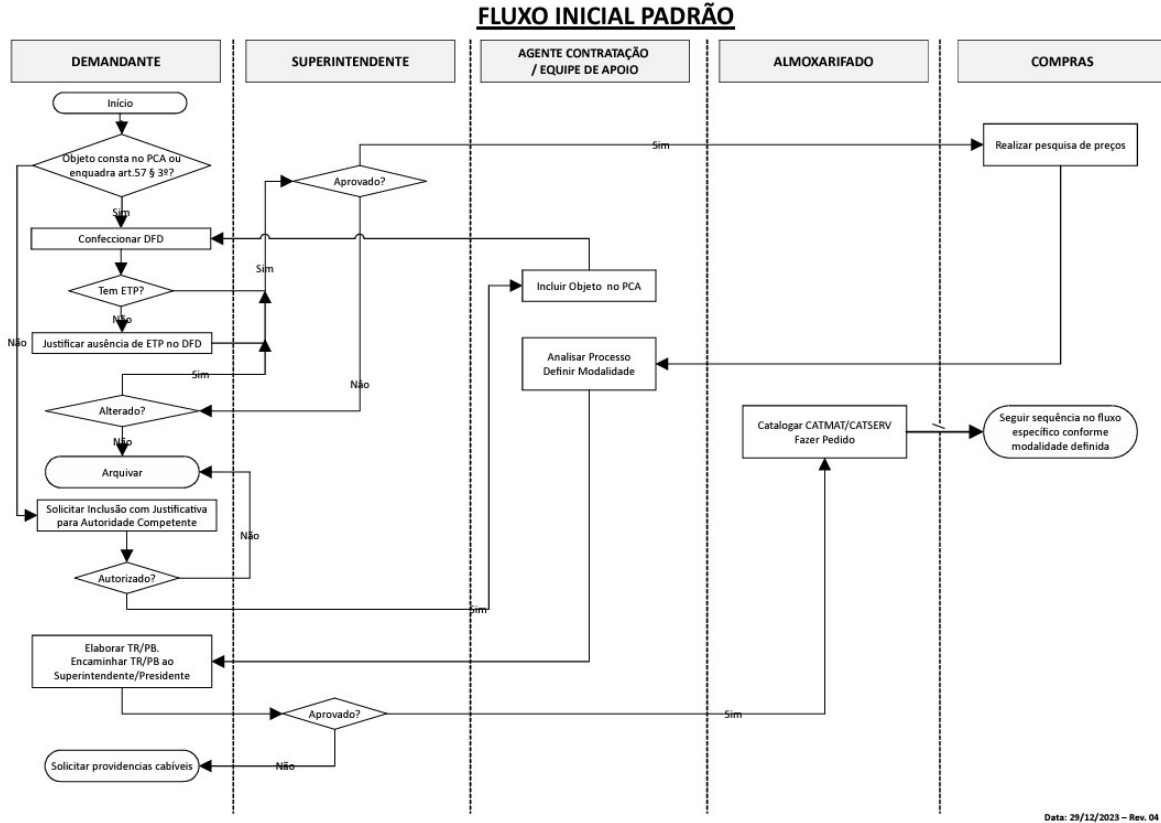 FLUXO INICIAL PADRÃO
DEMANDANTE
SUPERINTENDENTE
AGENTE CONTRATAÇÃO
/ EQUIPE DE APOIO
ALMOXARIFADO
COMPRAS
Início
Objeto consta no PCA ou
enquadra art.57 § 3º?
Sim
Não
Confeccionar DFD
Tem ETP?
Sim
Não
Justificar ausência de ETP no DFD
Aprovado?
Sim
Não
Realizar pesquisa de preços
Incluir Objeto no PCA
Analisar Processo
Definir Modalidade
Sim
Alterado?
Não
Arquivar
Catalogar CATMAT/CATSERV
Fazer Pedido
Seguir sequência no fluxo
específico conforme
modalidade definida
Solicitar Inclusão com Justificativa
para Autoridade Competente
Não
Autorizado?
Sim
Elaborar TR/PB.
Encaminhar TR/PB ao
Superintendente/Presidente
Aprovado?
Sim
Não
Solicitar providencias cabíveis
Data: 29/12/2023 – Rev. 04